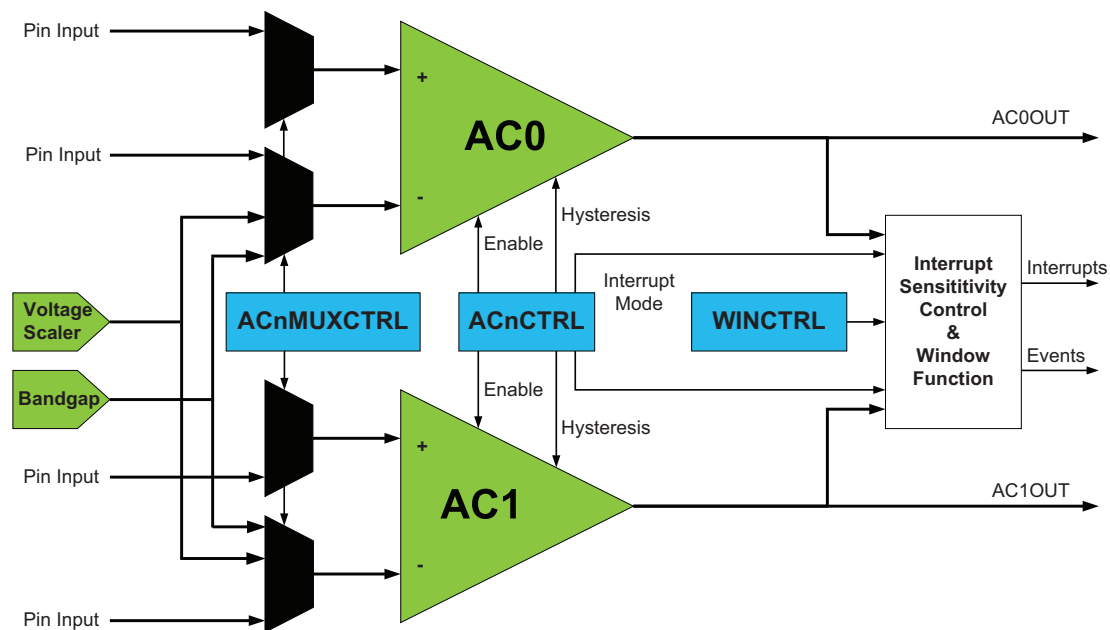 Pin Input
+
AC0
AC0OUT
Pin Input
-
Hysteresis
Enable
Interrupt
Sensititivity
Control
&
Window
Function
Interrupts
Events
Voltage
Scaler
ACnMUXCTRL
ACnCTRL
Interrupt
Mode
WINCTRL
Bandgap
Enable
Hysteresis
+
Pin Input
AC1
AC1OUT
-
Pin Input